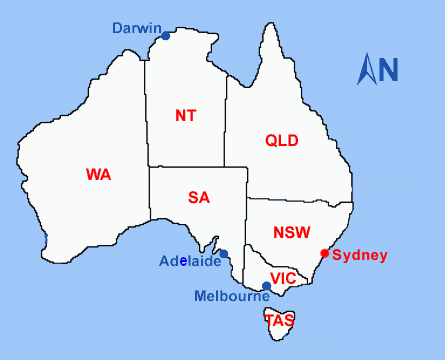 Darwin
N
NT
QLD
WA
SA
NSW
Sydney
Adelaide
VIC
Melbourne
TAS